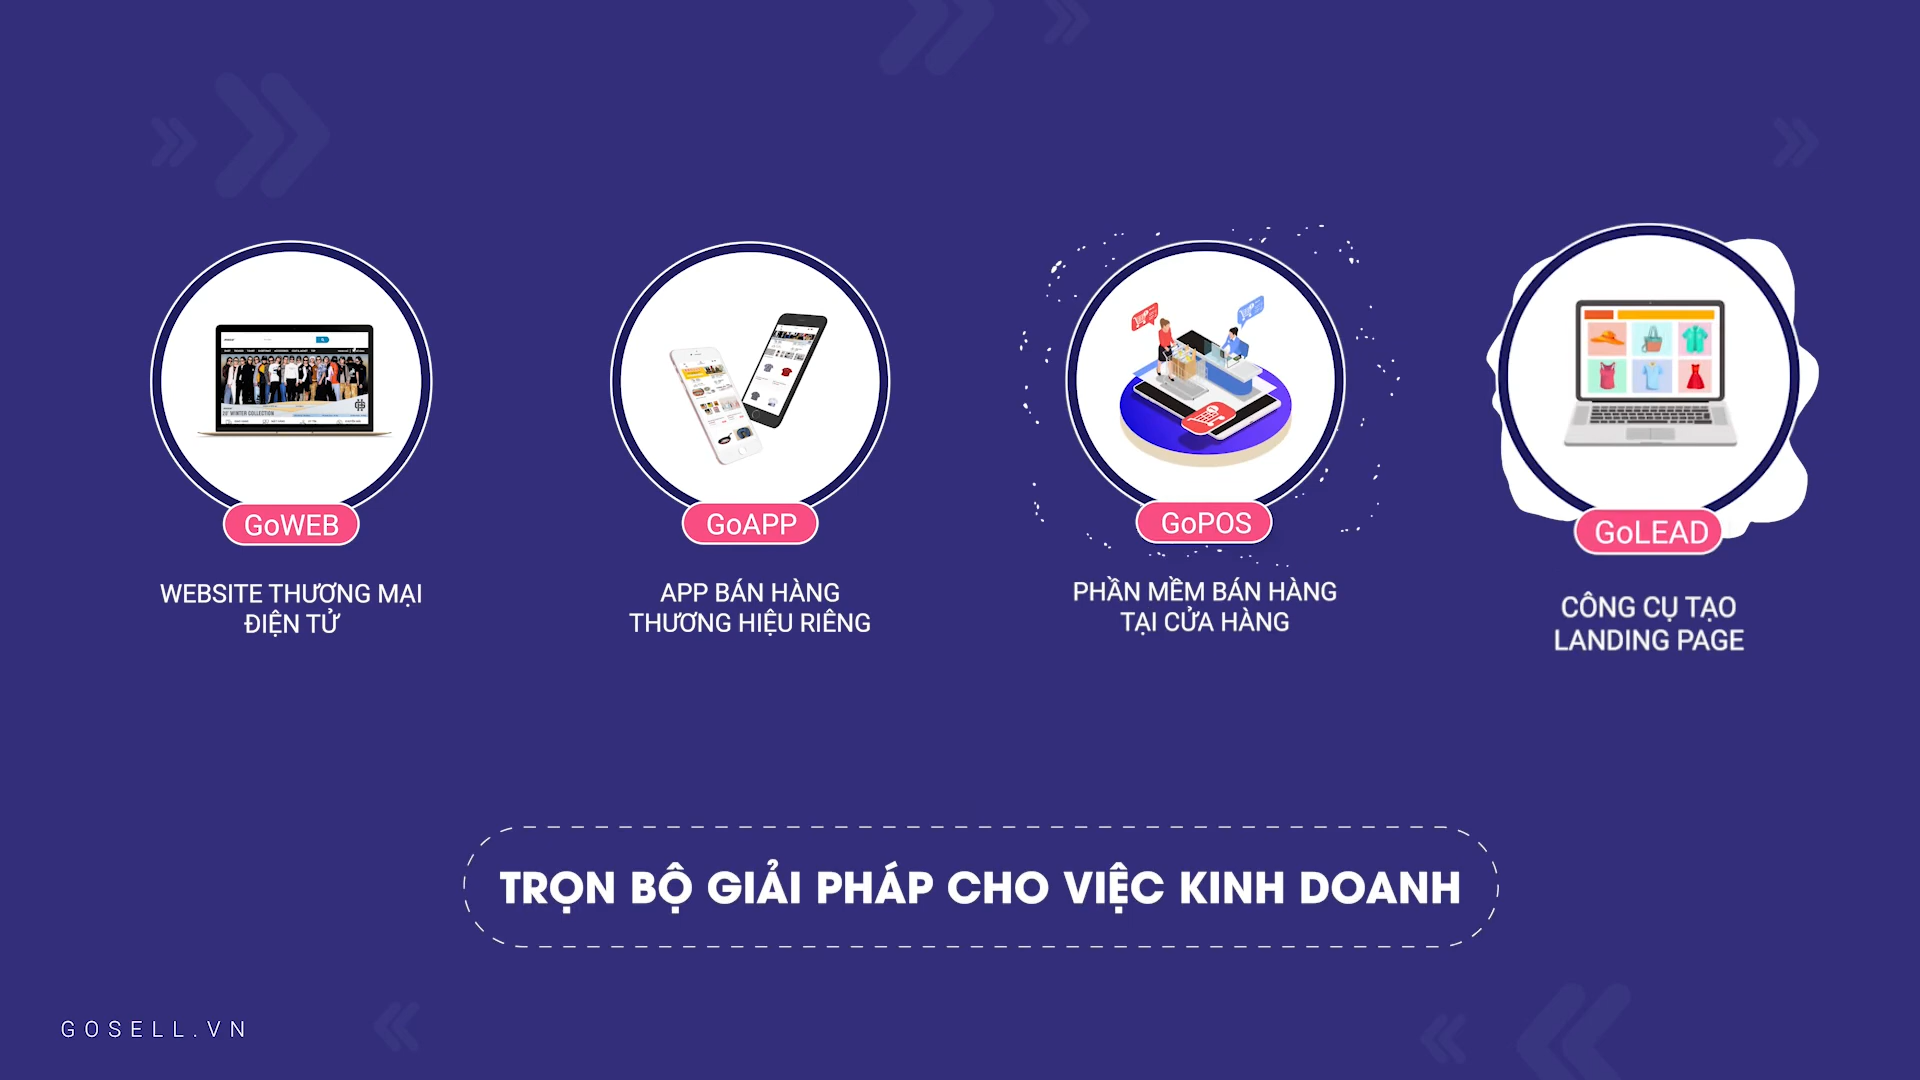 GoWEB
WEBSITE THƯƠNG MẠI
ĐIỆN TỬ
GoAPP
APP BÁN HÀNG
THƯƠNG HIỆU RIÊNG
GoPOS
PHẦN MỀM BÁN HÀNG
TẠI CỬA HÀNG
GoLEAD
CÔNG CỤ TẠO
LANDING PAGE
TRỌN BỘ GIẢI PHÁP CHO VIỆC KINH DOANH
GOSELL.VN